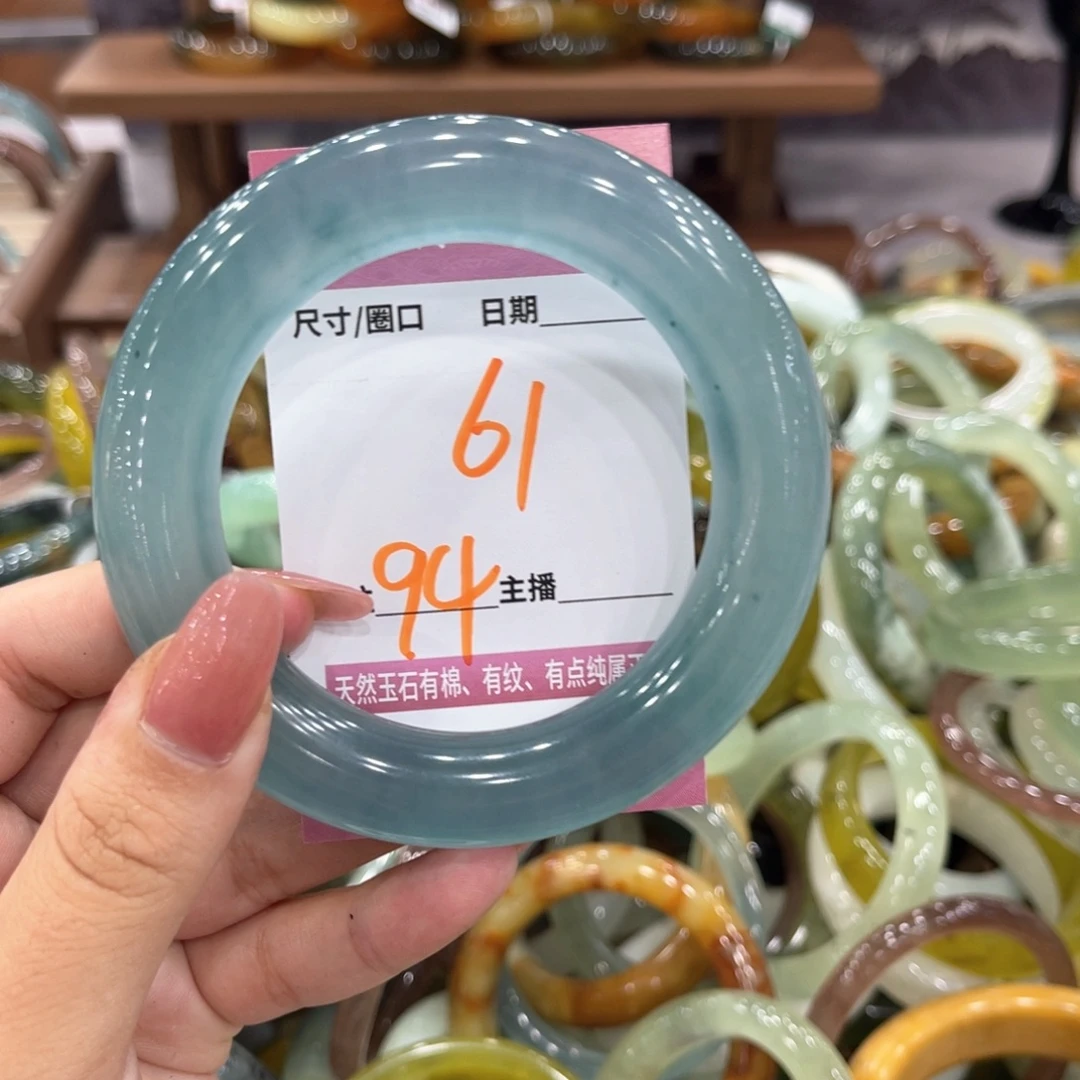 尺寸/圈口 日期
61
94 主播
天然玉石有棉、有纹、有点纯属